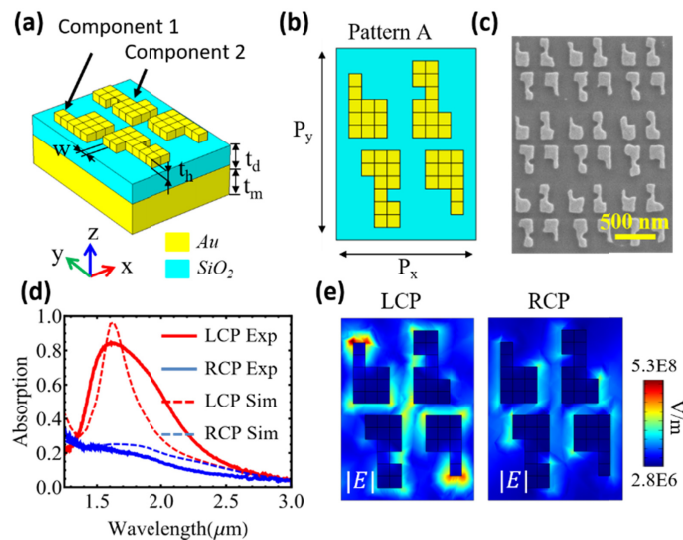 (a)
Component 1
Component 2
w
t_h
t_d
t_m
z
y
x
Au
SiO₂
(b)
Pattern A
P_y
P_x
(c)
500 nm
(d)
1.0
0.8
0.6
0.4
0.2
0.0
Absorption
LCP Exp
RCP Exp
LCP Sim
RCP Sim
1.5
2.0
2.5
3.0
Wavelength(μm)
(e)
LCP
RCP
|E|
|E|
5.3E8
V/m
2.8E6